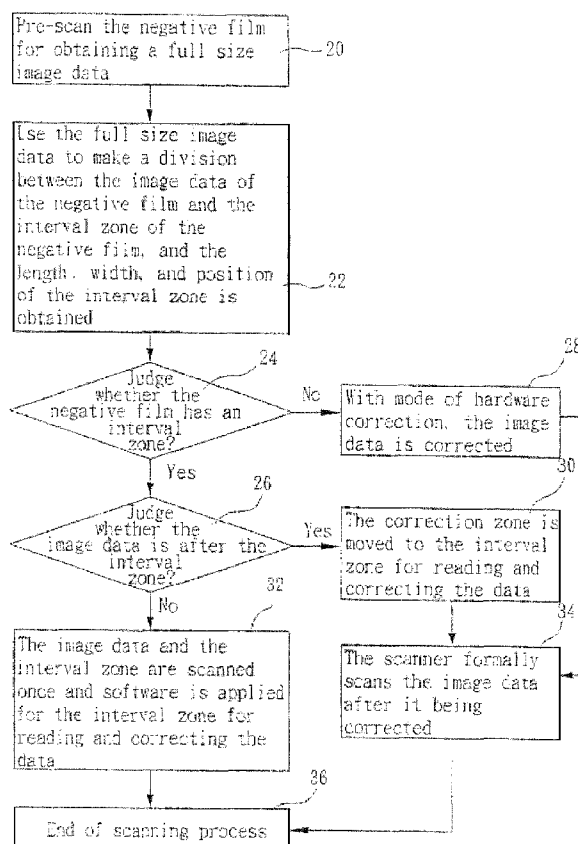 Pre-scan the negative film
for obtaining a full size
image data
20
Use the full size image
data to make a division
between the image data of
the negative film and the
interval zone of the
negative film, and the
length, width, and position
of the interval zone is
obtained
22
Judge
whether the
negative film has an
interval
zone?
24
No
With mode of hardware
correction, the image
data is corrected
28
Yes
Judge
whether the
image data is after the
interval
zone?
26
Yes
The correction zone is
moved to the interval
zone for reading and
correcting the data
30
No
The image data and the
interval zone are scanned
once and software is applied
for the interval zone for
reading and correcting the
data
32
The scanner formally
scans the image data
after it being
corrected
34
End of scanning process
36